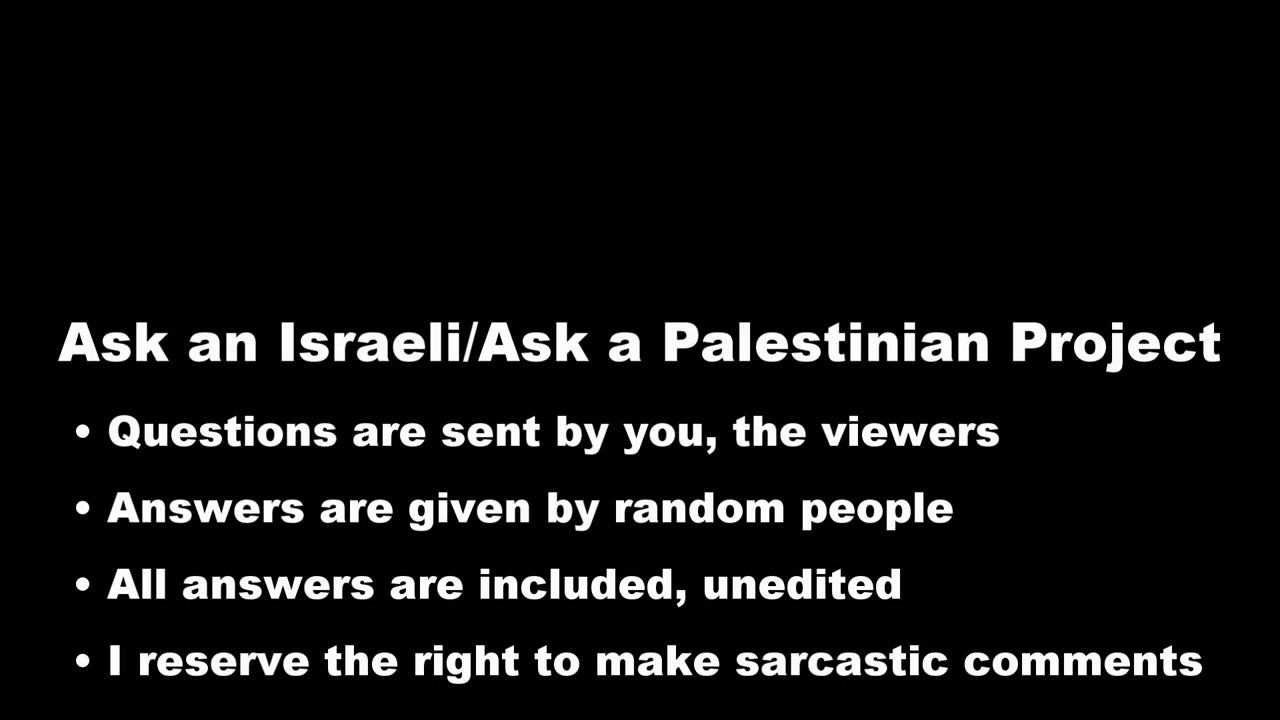 Ask an Israeli/Ask a Palestinian Project
• Questions are sent by you, the viewers
• Answers are given by random people
• All answers are included, unedited
• I reserve the right to make sarcastic comments